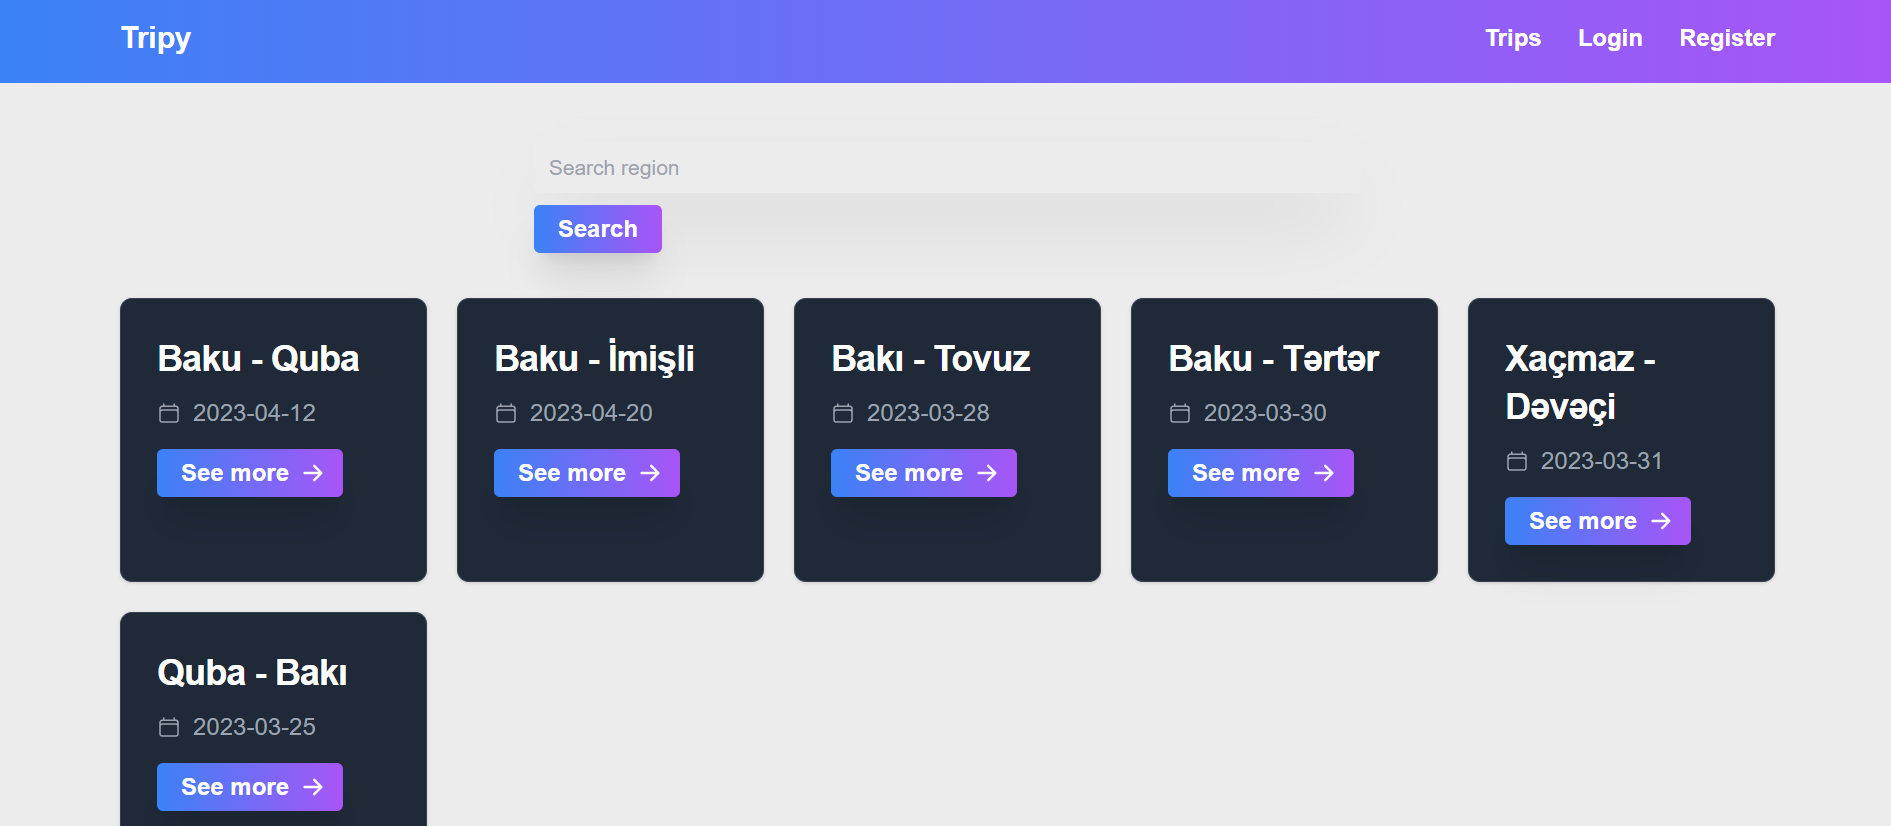 Tripy
Trips Login Register
Search region
Search
Baku - Quba
2023-04-12
See more
Baku - İmişli
2023-04-20
See more
Bakı - Tovuz
2023-03-28
See more
Baku - Tərtər
2023-03-30
See more
Xaçmaz -
Dəvəçi
2023-03-31
See more
Quba - Bakı
2023-03-25
See more